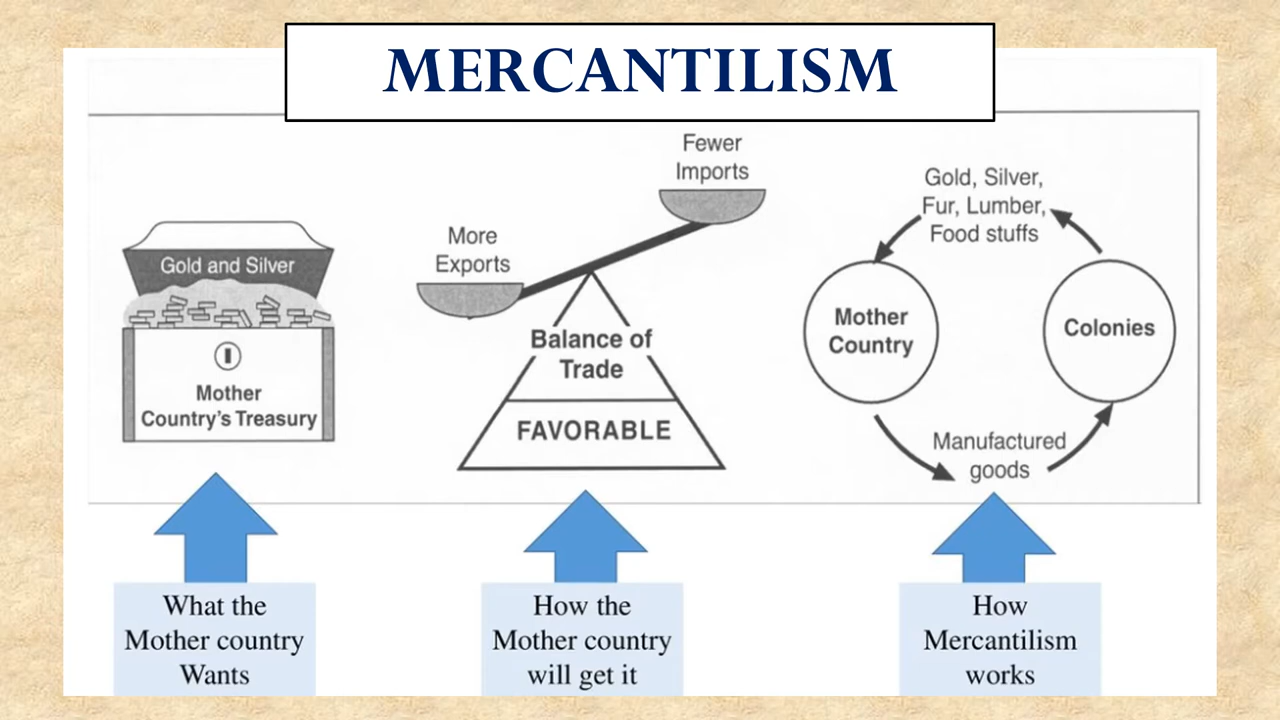 MERCANTILISM
Gold and Silver
Mother
Country's Treasury
More
Exports
Fewer
Imports
Balance of
Trade
FAVORABLE
Gold, Silver,
Fur, Lumber,
Food stuffs
Mother
Country
Colonies
Manufactured
goods
What the
Mother country
Wants
How the
Mother country
will get it
How
Mercantilism
works